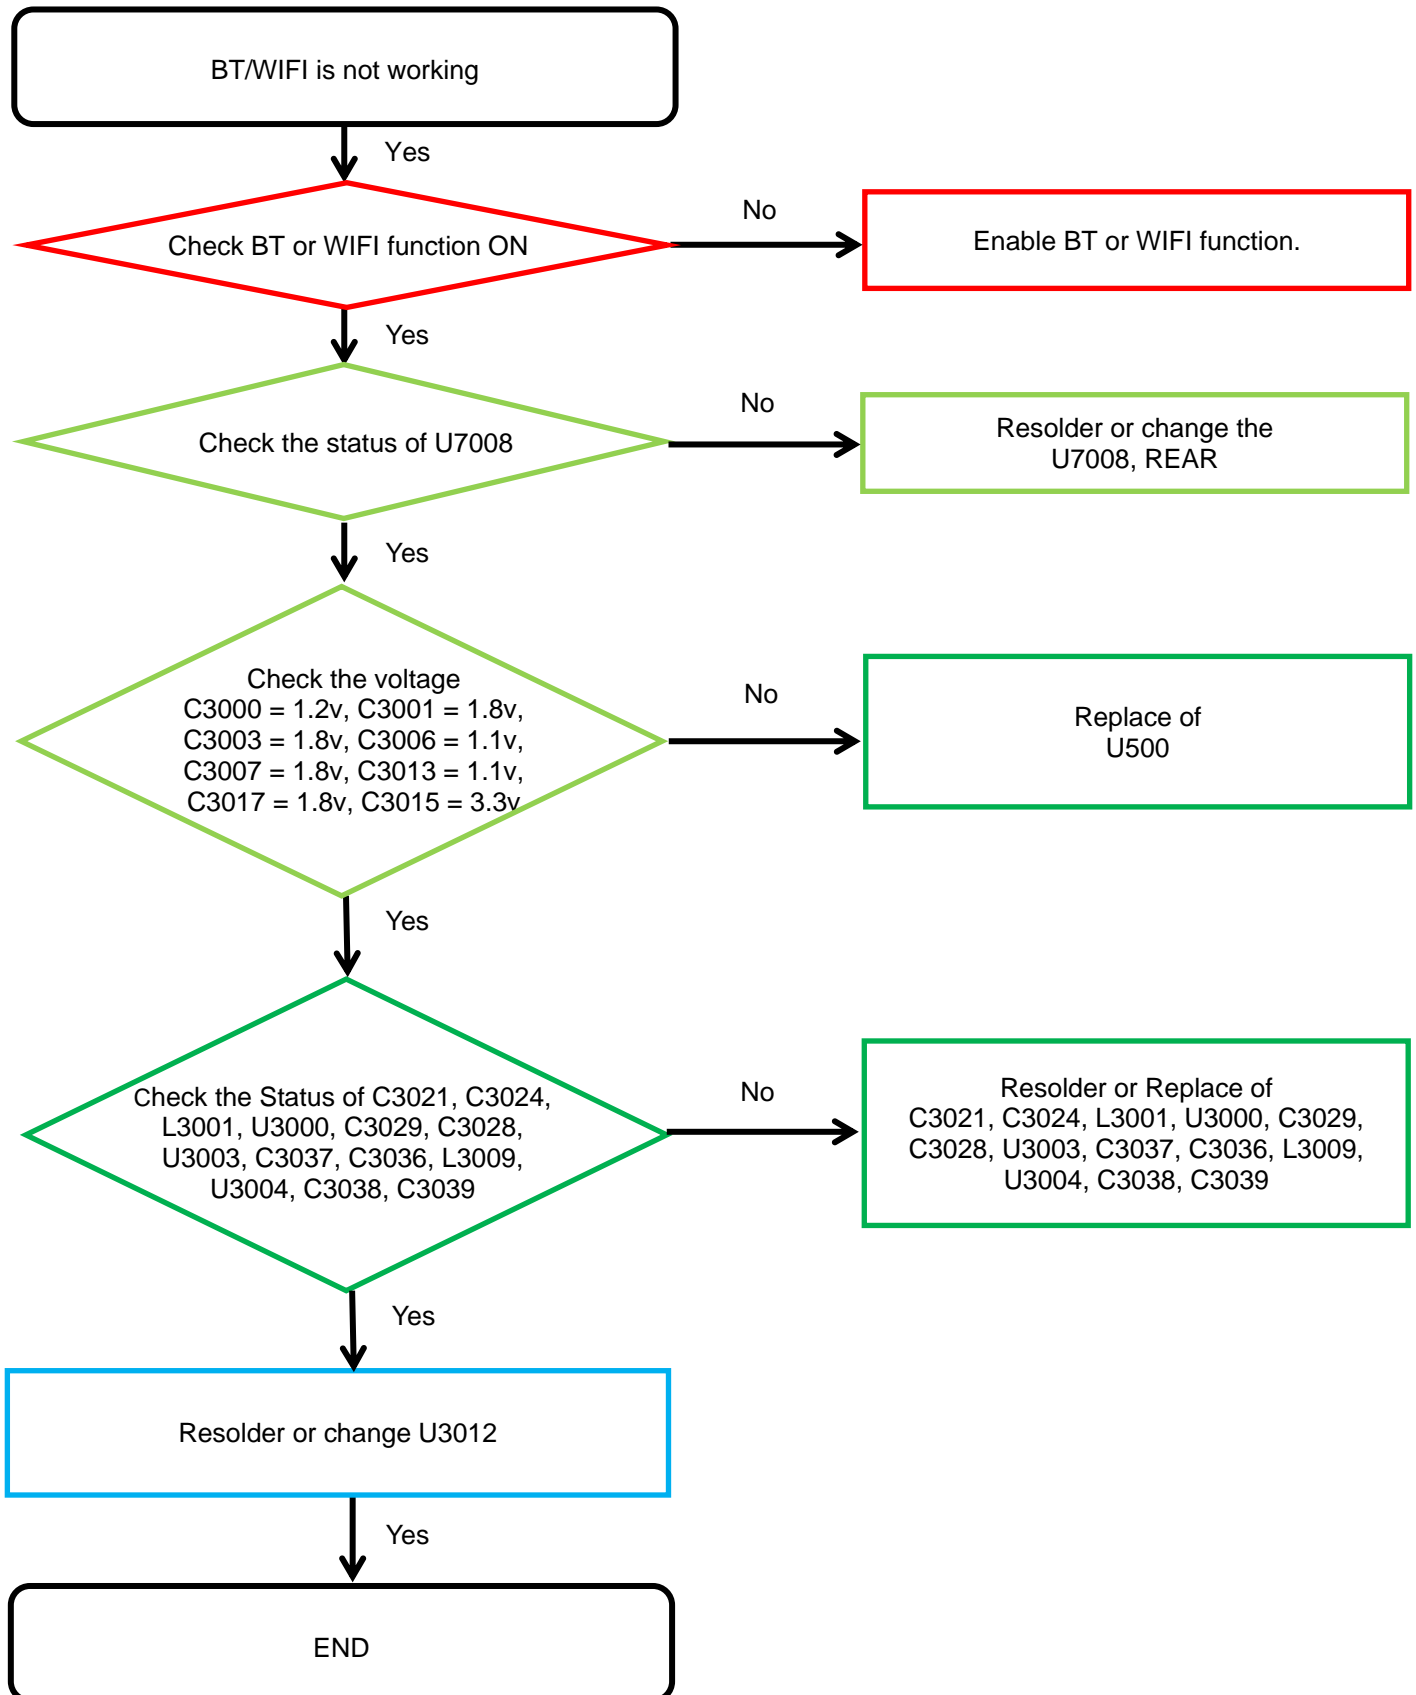 BT/WIFI is not working
Yes
Check BT or WIFI function ON
No
Enable BT or WIFI function.
Yes
Check the status of U7008
No
Resolder or change the
U7008, REAR
Yes
Check the voltage
C3000 = 1.2v, C3001 = 1.8v,
C3003 = 1.8v, C3006 = 1.1v,
C3007 = 1.8v, C3013 = 1.1v,
C3017 = 1.8v, C3015 = 3.3v
No
Replace of
U500
Yes
Check the Status of C3021, C3024,
L3001, U3000, C3029, C3028,
U3003, C3037, C3036, L3009,
U3004, C3038, C3039
No
Resolder or Replace of
C3021, C3024, L3001, U3000, C3029,
C3028, U3003, C3037, C3036, L3009,
U3004, C3038, C3039
Yes
Resolder or change U3012
Yes
END